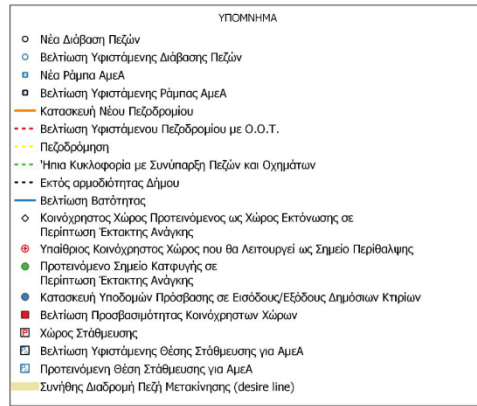 ΥΠΟΜΝΗΜΑ
Νέα Διάβαση Πεζών
Βελτίωση Υφιστάμενης Διάβασης Πεζών
Νέα Ράμπα ΑμεΑ
Βελτίωση Υφιστάμενης Ράμπας ΑμεΑ
Κατασκευή Νέου Πεζοδρομίου
Βελτίωση Υφιστάμενου Πεζοδρομίου με Ο.Ο.Τ.
Πεζοδρόμηση
Ήπια Κυκλοφορία με Συνύπαρξη Πεζών και Οχημάτων
Εκτός αρμοδιότητας Δήμου
Βελτίωση Βατότητας
Κοινόχρηστος Χώρος Προτεινόμενος ως Χώρος Εκτόνωσης σε
Περίπτωση Έκτακτης Ανάγκης
Υπαίθριος Κοινόχρηστος Χώρος που θα Λειτουργεί ως Σημείο Περίθαλψης
Προτεινόμενο Σημείο Κατφυγής σε
Περίπτωση Έκτακτης Ανάγκης
Κατασκευή Υποδομών Πρόσβασης σε Εισόδους/Εξόδους Δημόσιων Κτιρίων
Βελτίωση Προσβασιμότητας Κοινόχρηστων Χώρων
P Χώρος Στάθμευσης
Βελτίωση Υφιστάμενης Θέσης Στάθμευσης για ΑμεΑ
Προτεινόμενη Θέση Στάθμευσης για ΑμεΑ
Συνήθης Διαδρομή Πεζή Μετακίνησης (desire line)